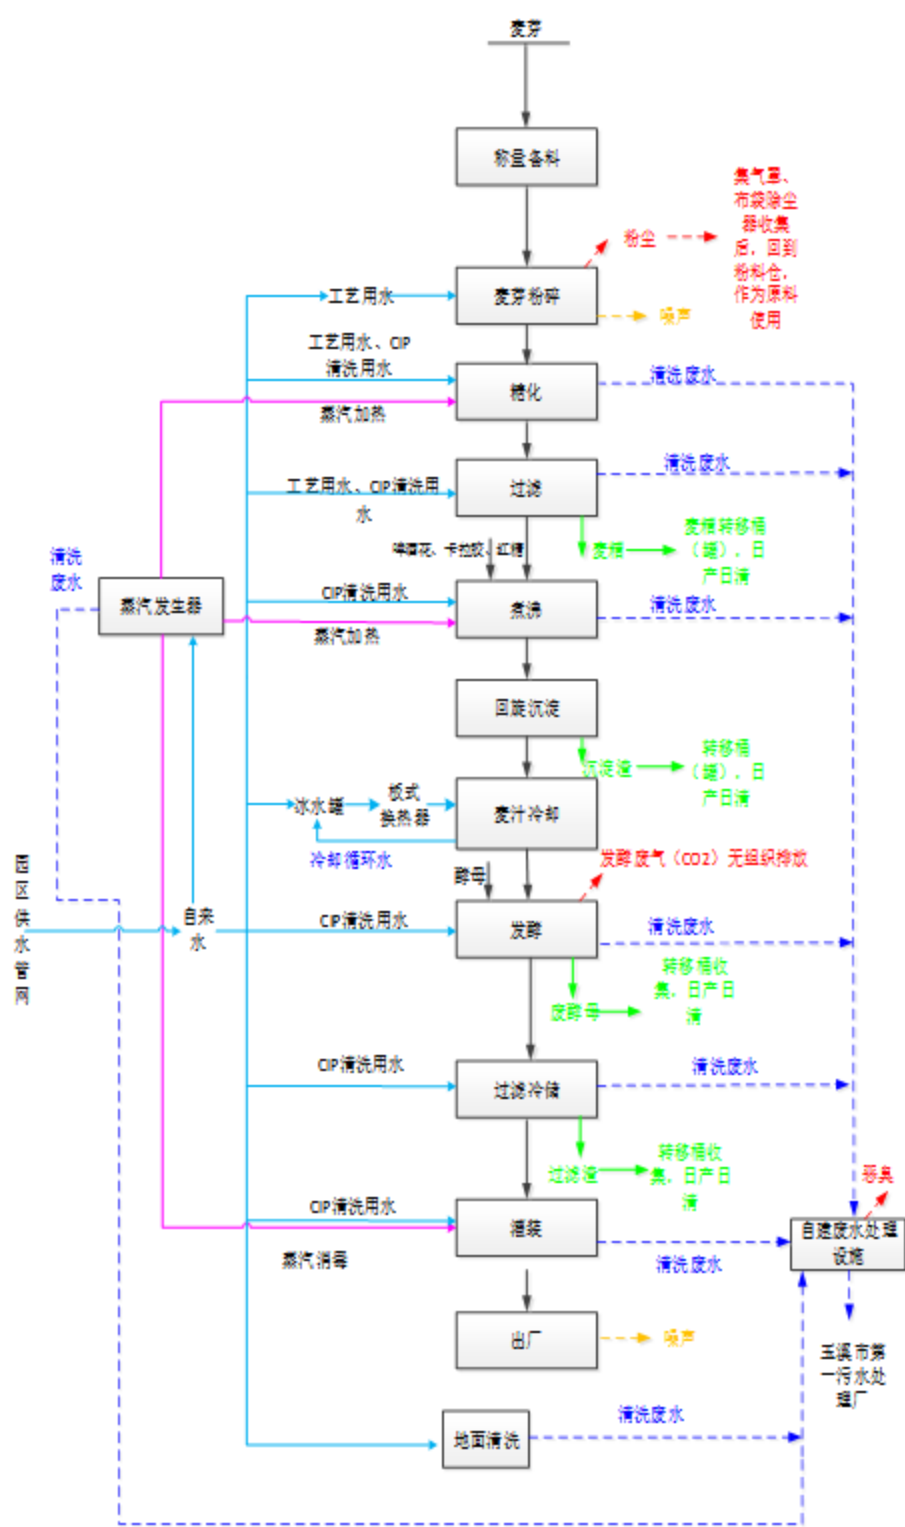 麦芽
称量备料
集气罩、
布袋除尘
器收集
后，回到
粉料仓，
作为原料
使用
粉尘
工艺用水
麦芽粉碎
噪声
工艺用水、CIP
清洗用水
蒸汽加热
糖化
清洗废水
工艺用水、CIP清洗用
水
过滤
清洗废水
麦糟
麦糟转移桶
（罐），日
产日清
啤酒花、卡拉胶、红糖
清洗
废水
蒸汽发生器
CIP清洗用水
蒸汽加热
煮沸
清洗废水
回旋沉淀
沉淀渣
转移桶
（罐），日
产日清
冰水罐
板式
换热器
麦汁冷却
冷却循环水
酵母
发酵废气（CO2）无组织排放
园区供水管网
自来
水
CIP清洗用水
发酵
清洗废水
废酵母
转移桶收
集，日产日
清
CIP清洗用水
过滤冷储
清洗废水
过滤渣
转移桶收
集，日产日
清
恶臭
CIP清洗用水
蒸汽消毒
灌装
清洗废水
自建废水处理
设施
出厂
噪声
玉溪市第
一污水处
理厂
地面清洗
清洗废水